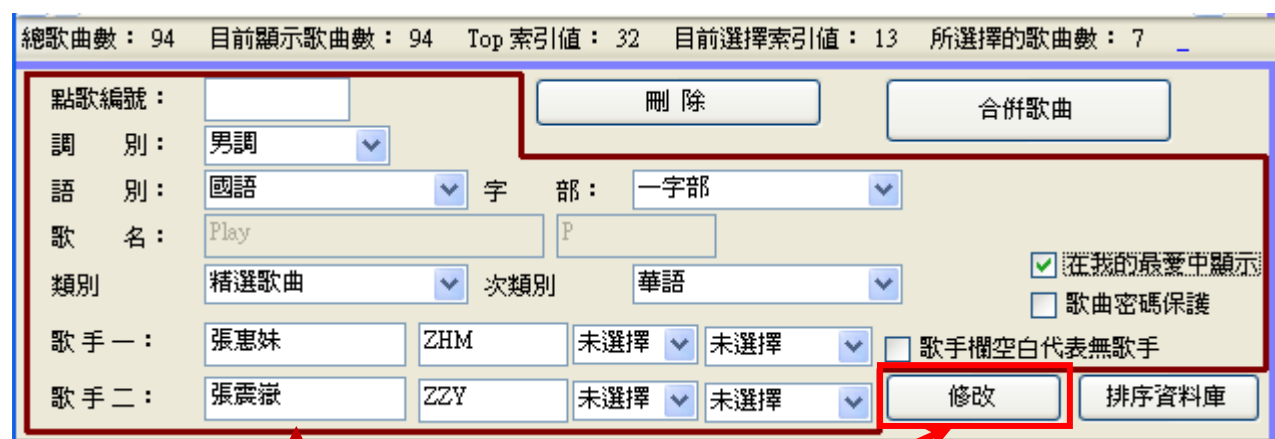 總歌曲數： 94 目前顯示歌曲數： 94 Top 索引值： 32 目前選擇索引值： 13 所選擇的歌曲數： 7
點歌編號： 刪 除 合併歌曲
調 別： 男調
語 別： 國語 字 部： 一字部
歌 名： Play P
在我的最愛中顯示
類別 精選歌曲 次類別 華語
歌曲密碼保護
歌手一： 張惠妹 ZHM 未選擇 未選擇 歌手欄空白代表無歌手
歌手二： 張震嶽 ZZY 未選擇 未選擇 修改 排序資料庫